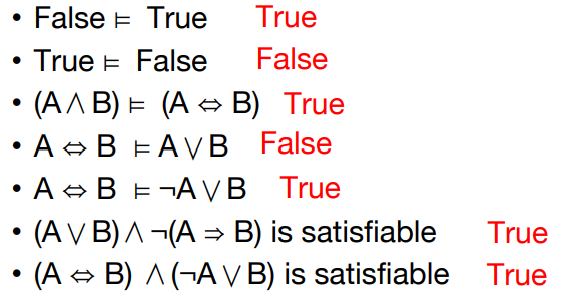 • False ⊨ True True
• True ⊨ False False
• (A ∧ B) ⊨ (A ⇔ B) True
• A ⇔ B ⊨ A ∨ B False
• A ⇔ B ⊨ ¬A ∨ B True
• (A ∨ B) ∧ ¬(A ⇒ B) is satisfiable True
• (A ⇔ B) ∧ (¬A ∨ B) is satisfiable True